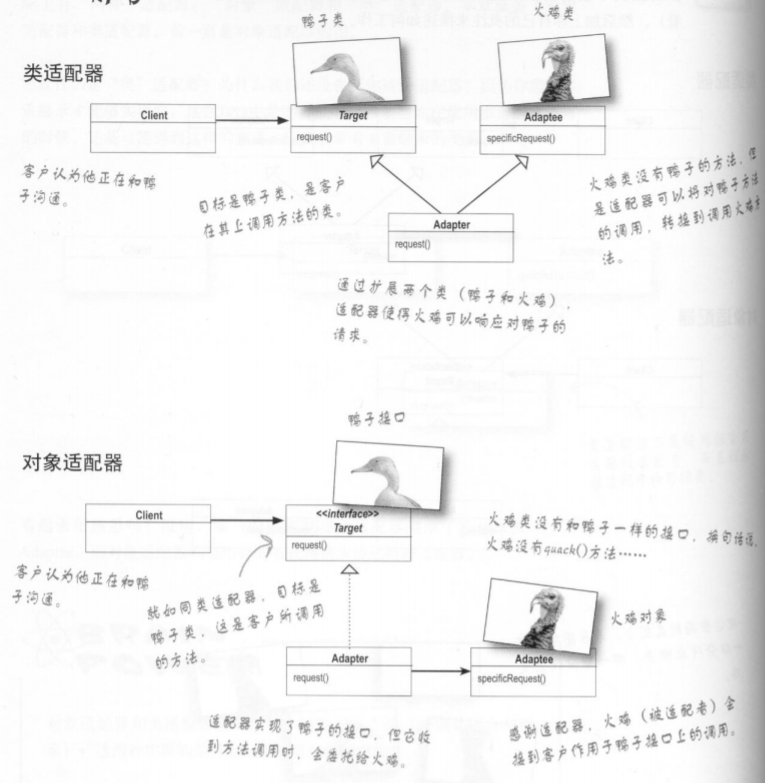 鸭子类
火鸡类
类适配器
Client
Target
request()
Adaptee
specificRequest()
客户认为他正在和鸭
子沟通。
目标是鸭子类，是客户
在其上调用方法的类。
Adapter
request()
火鸡类没有鸭子的方法，但
是适配器可以将对鸭子方法
的调用，转接到调用火鸡方
法。
通过扩展两个类（鸭子和火鸡），
适配器使得火鸡可以响应对鸭子的
请求。
鸭子接口
对象适配器
Client
<<interface>>
Target
request()
火鸡类没有和鸭子一样的接口，换句话说，
火鸡没有quack()方法……
客户认为他正在和鸭
子沟通。
就如同类适配器，目标是
鸭子类，这是客户所调用
的方法。
火鸡对象
Adapter
request()
Adaptee
specificRequest()
适配器实现了鸭子的接口，但它收
到方法调用时，会委托给火鸡。
感谢适配器，火鸡（被适配者）会
接到客户作用于鸭子接口上的调用。